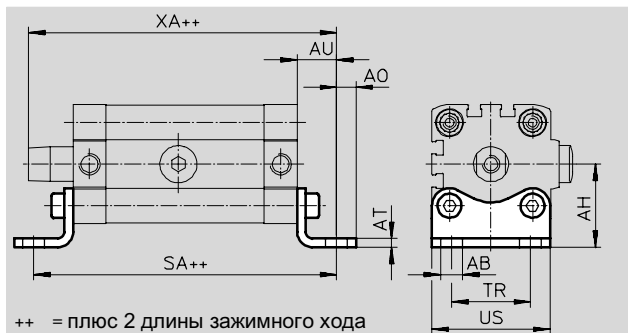 XA++
AU
AO
AT
SA++
AH
AB
TR
US
++ = плюс 2 длины зажимного хода